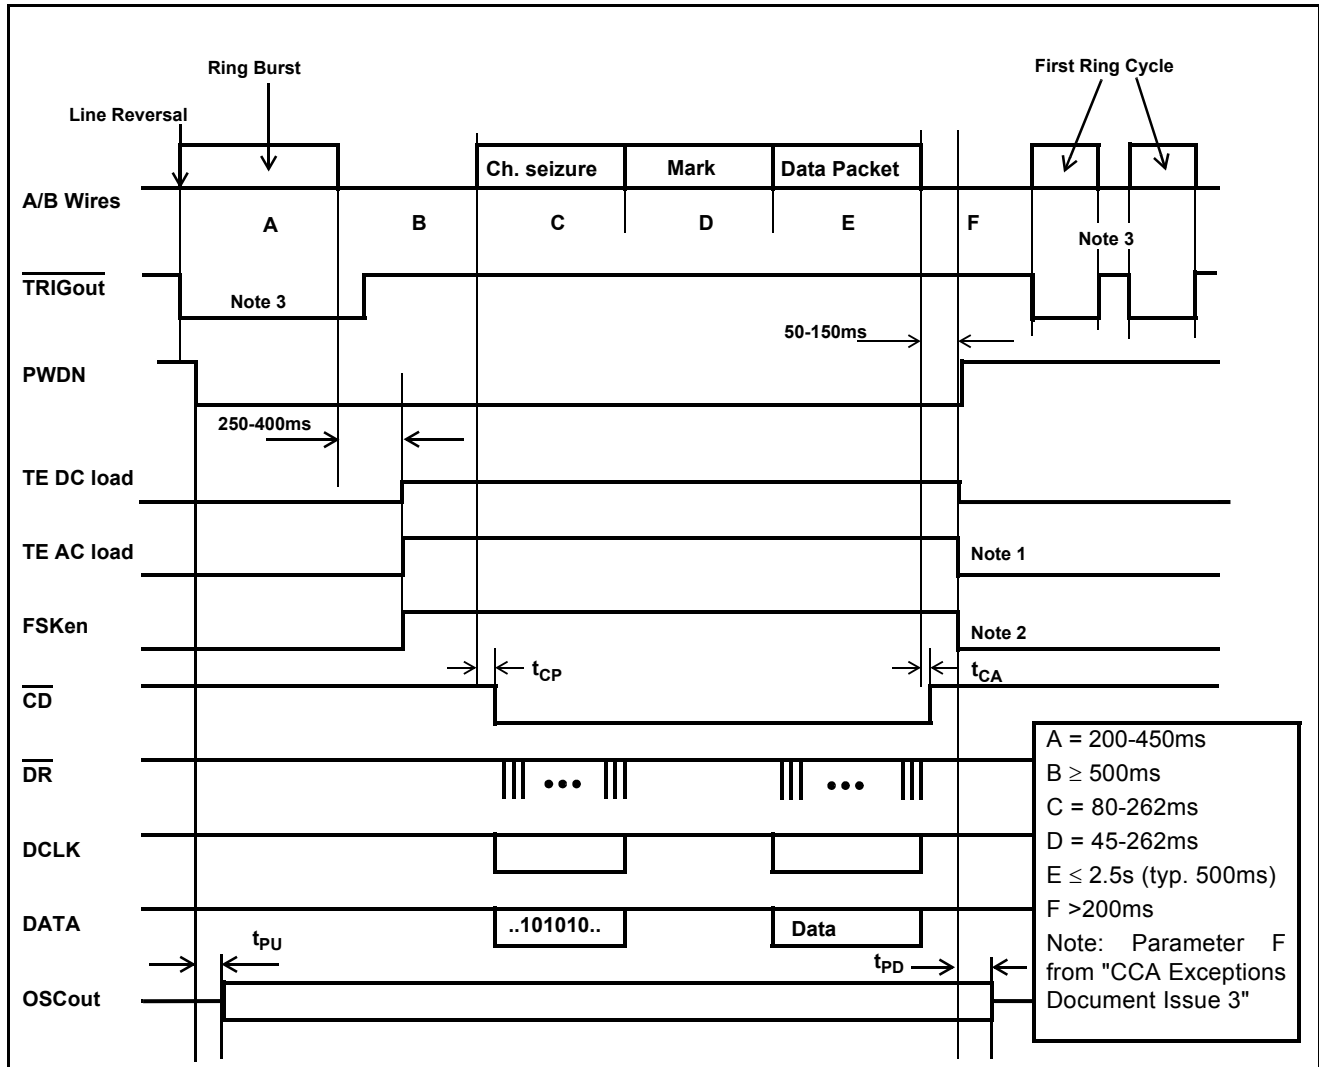 Ring Burst
First Ring Cycle
Line Reversal
Ch. seizure Mark Data Packet
A/B Wires
A B C D E F
Note 3
TRIGout
Note 3
50-150ms
PWDN
250-400ms
TE DC load
TE AC load
Note 1
FSKen
Note 2
tCP
tCA
CD
DR
DCLK
DATA
..101010..
Data
tPU
tPD
OSCout
A = 200-450ms
B ≥ 500ms
C = 80-262ms
D = 45-262ms
E ≤ 2.5s (typ. 500ms)
F >200ms
Note: Parameter F
from "CCA Exceptions
Document Issue 3"